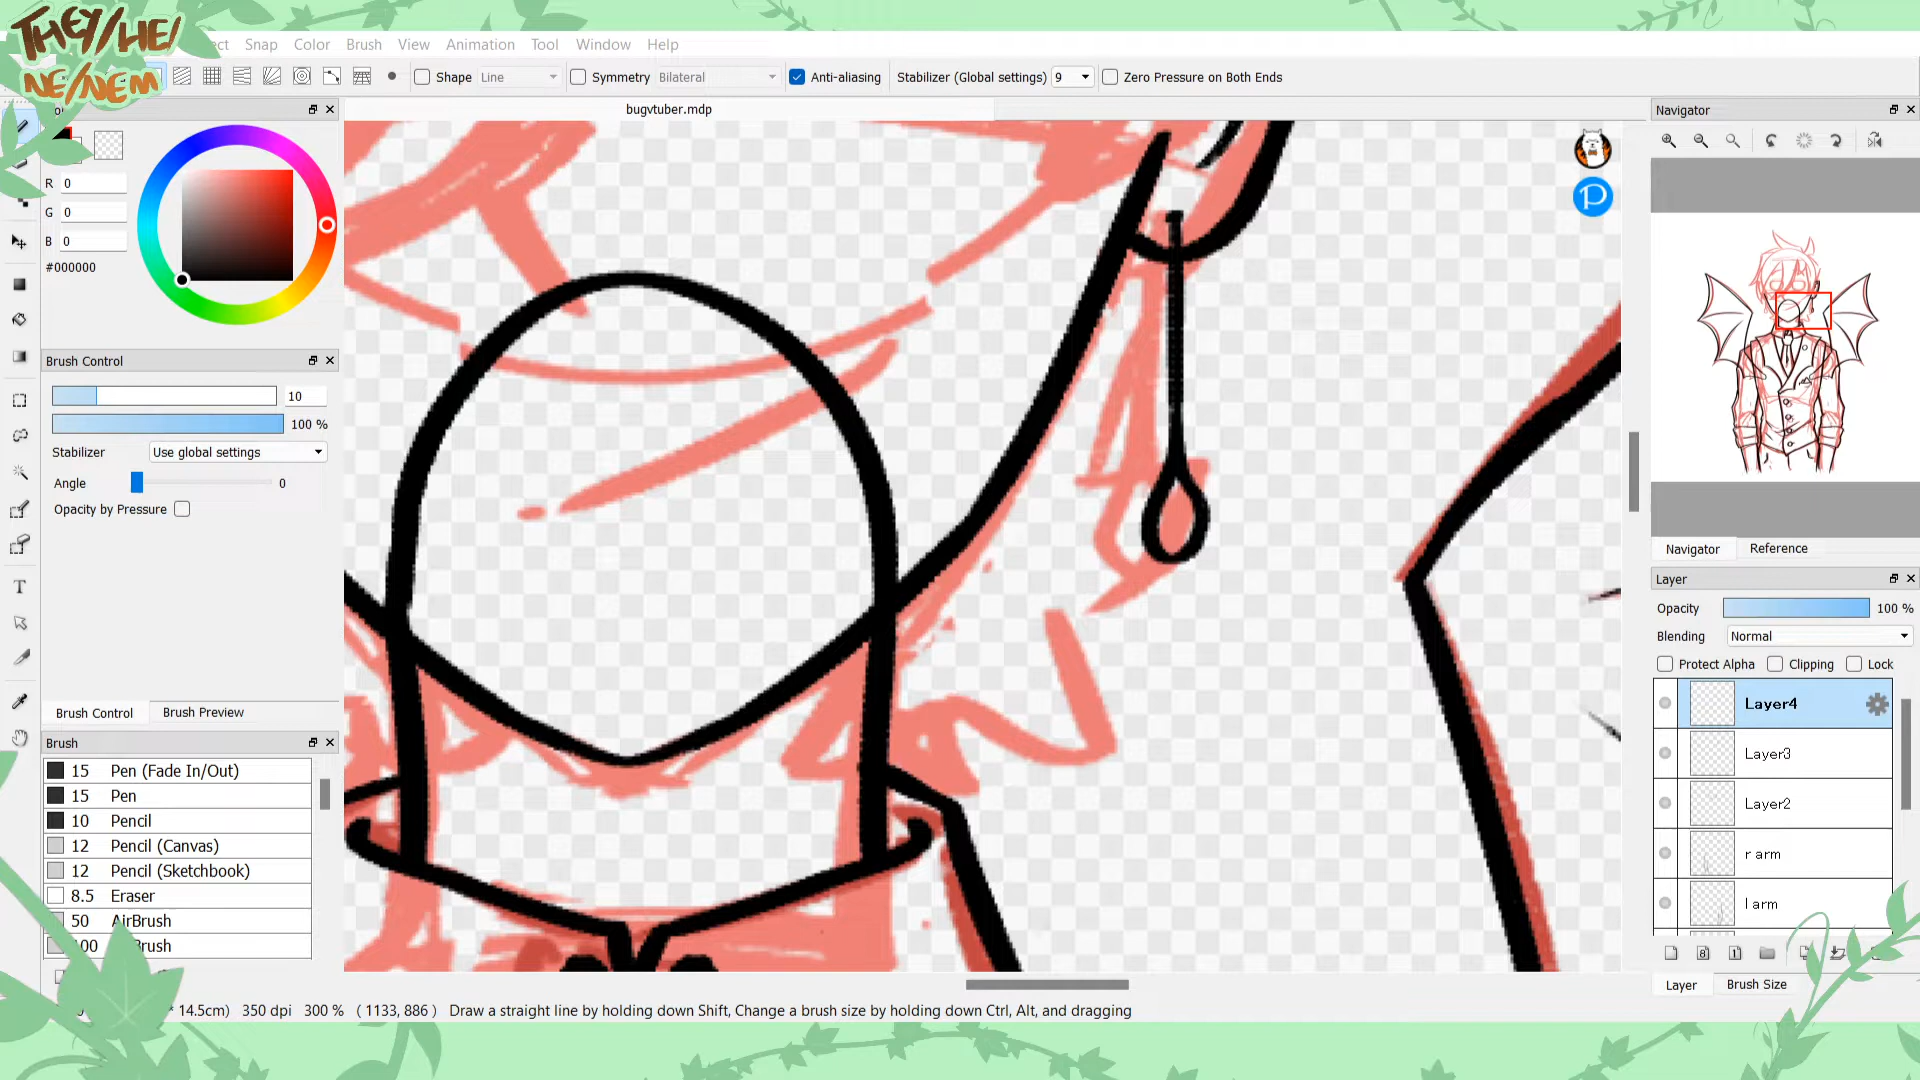 THEY/HE/
NE/NEM
ect Snap Color Brush View Animation Tool Window Help
Shape Line Symmetry Bilateral Anti-aliasing Stabilizer (Global settings) 9 Zero Pressure on Both Ends
bugvtuber.mdp
R 0
G 0
B 0
#000000
Brush Control
10
100 %
Stabilizer Use global settings
Angle 0
Opacity by Pressure
Brush Control Brush Preview
Brush
15 Pen (Fade In/Out)
15 Pen
10 Pencil
12 Pencil (Canvas)
12 Pencil (Sketchbook)
8.5 Eraser
50 AirBrush
100 Brush
* 14.5cm) 350 dpi 300 % ( 1133, 886 ) Draw a straight line by holding down Shift, Change a brush size by holding down Ctrl, Alt, and dragging
P
Navigator
Navigator Reference
Layer
Opacity 100 %
Blending Normal
Protect Alpha Clipping Lock
Layer4
Layer3
Layer2
r arm
l arm
8 1
Layer Brush Size